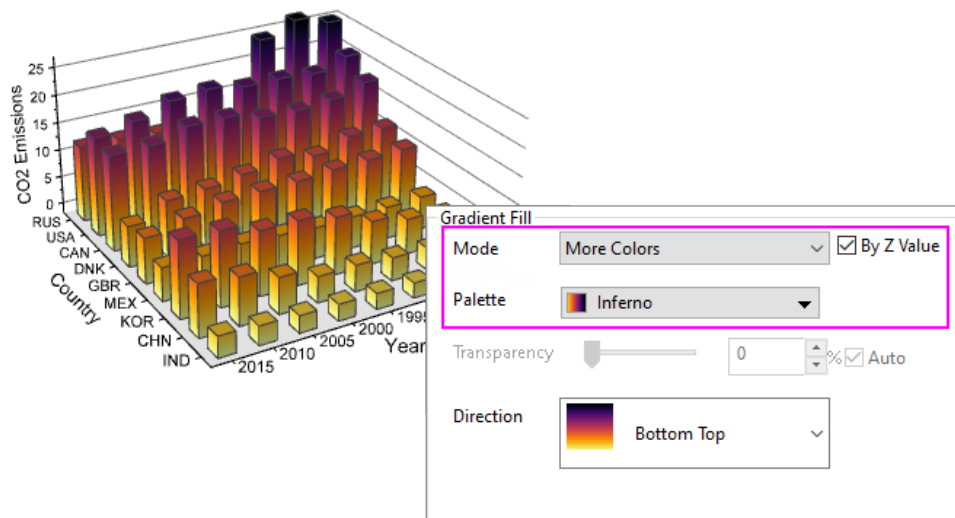 25
20
15
10
5
0
CO2 Emissions
RUS
USA
CAN
DNK
GBR
MEX
KOR
CHN
IND
Country
2015
2010
2005
2000
1995
Year
Gradient Fill
Mode
More Colors
By Z Value
Palette
Inferno
Transparency
0
% Auto
Direction
Bottom Top